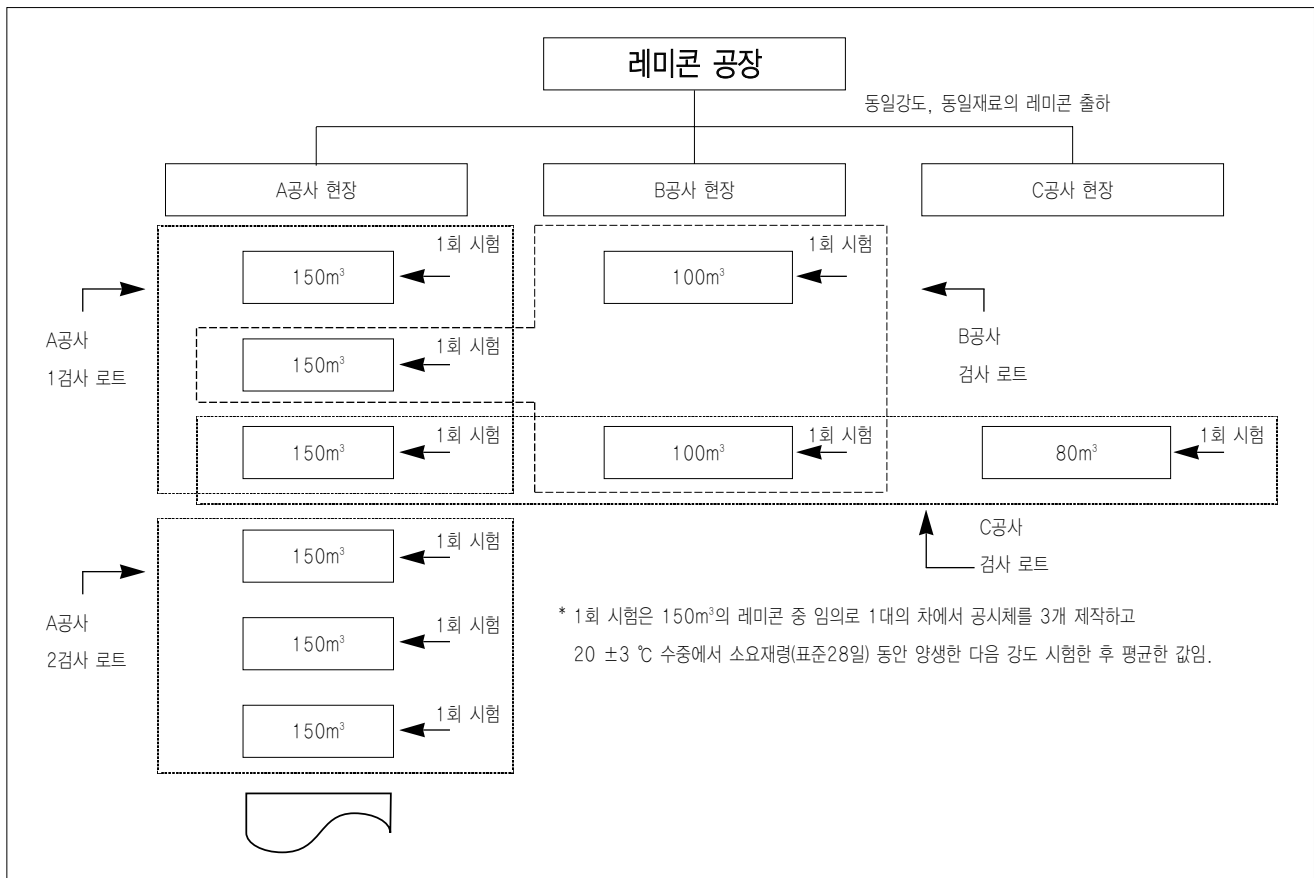 레미콘 공장
동일강도, 동일재료의 레미콘 출하
A공사 현장
B공사 현장
C공사 현장
1회 시험
150m³
1회 시험
100m³
A공사
1검사 로트
1회 시험
150m³
B공사
검사 로트
1회 시험
150m³
1회 시험
100m³
1회 시험
80m³
C공사
검사 로트
1회 시험
150m³
A공사
2검사 로트
1회 시험
150m³
1회 시험
150m³
* 1회 시험은 150m³의 레미콘 중 임의로 1대의 차에서 공시체를 3개 제작하고
20 ±3 ℃ 수중에서 소요재령(표준28일) 동안 양생한 다음 강도 시험한 후 평균한 값임.